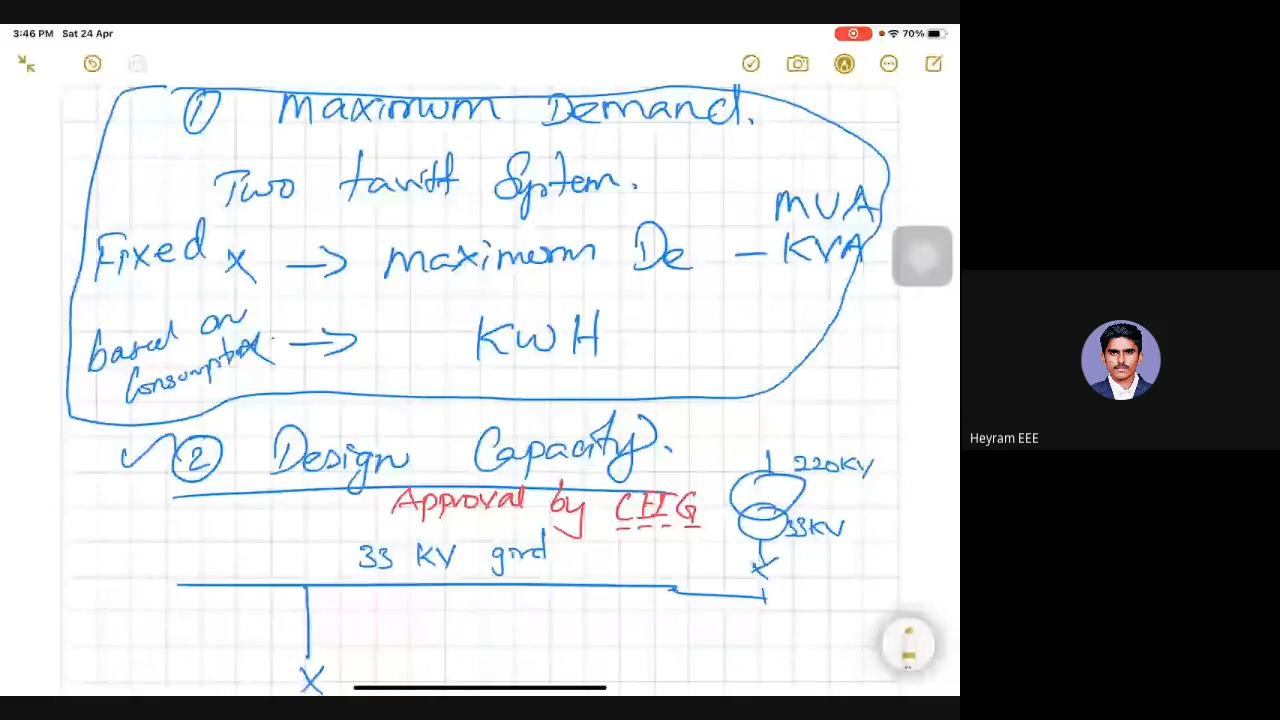 3:46 PM Sat 24 Apr
70%
① Maximum Demand.
Two tariff System.
MVA
Fixed x → Maximum De - KVA
based on → KWH
Consumption
② Design Capacity.
220KV
Approval by CEIG
33KV
33 KV grid
x
x
Heyram EEE